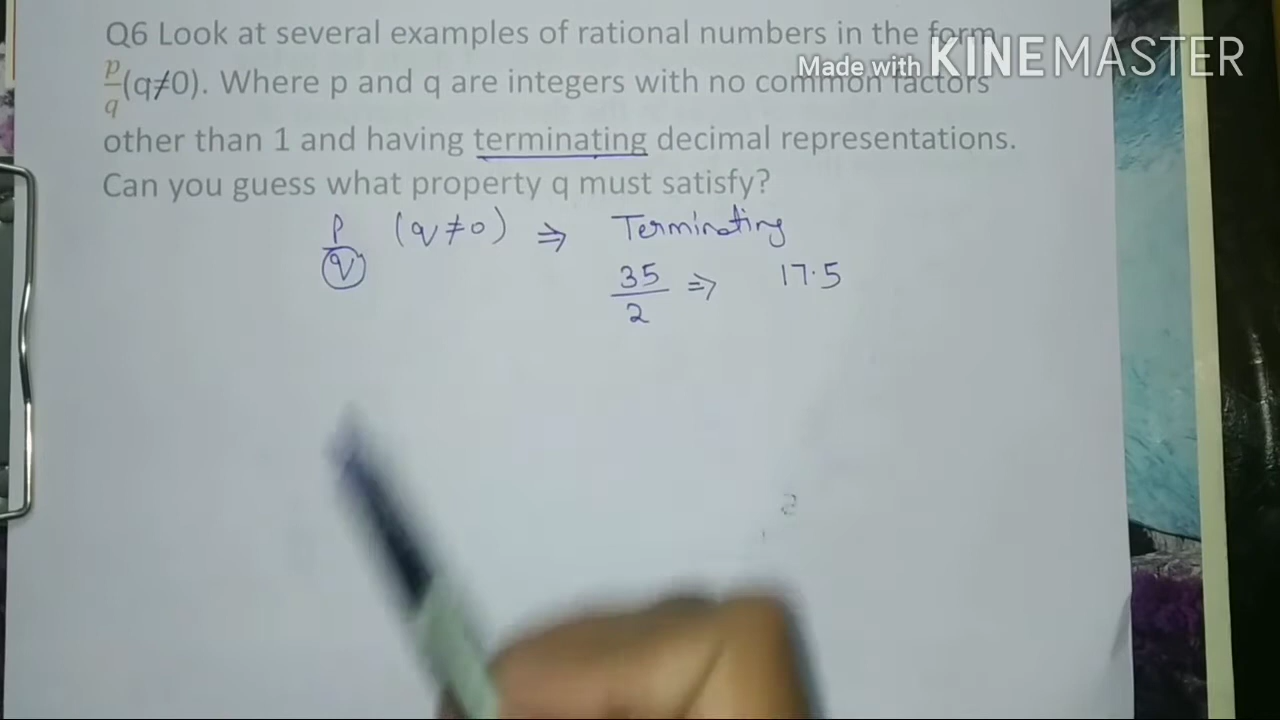 Q6 Look at several examples of rational numbers in the form
p/q (q≠0). Where p and q are integers with no common factors
other than 1 and having terminating decimal representations.
Can you guess what property q must satisfy?
p/q (q≠0) ⇒ Terminating
35/2 ⇒ 17.5
Made with KINEMASTER